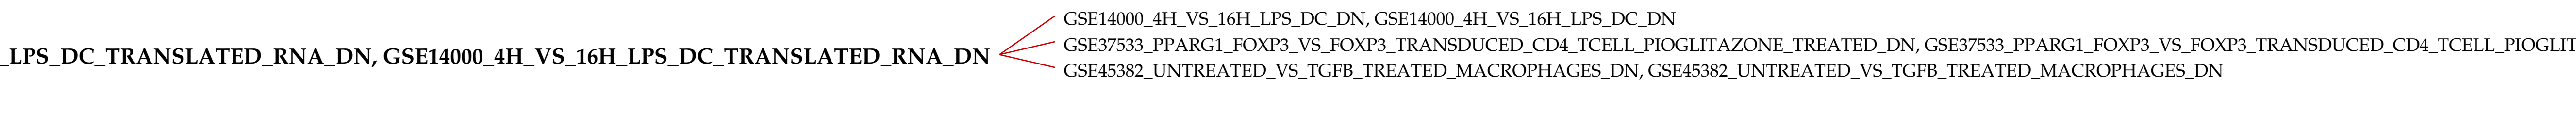 GSE14000_4H_VS_16H_LPS_DC_DN, GSE14000_4H_VS_16H_LPS_DC_DN
GSE37533_PPARG1_FOXP3_VS_FOXP3_TRANSDUCED_CD4_TCELL_PIOGLITAZONE_TREATED_DN, GSE37533_PPARG1_FOXP3_VS_FOXP3_TRANSDUCED_CD4_TCELL_PIOGLIT
_LPS_DC_TRANSLATED_RNA_DN, GSE14000_4H_VS_16H_LPS_DC_TRANSLATED_RNA_DN
GSE45382_UNTREATED_VS_TGFB_TREATED_MACROPHAGES_DN, GSE45382_UNTREATED_VS_TGFB_TREATED_MACROPHAGES_DN